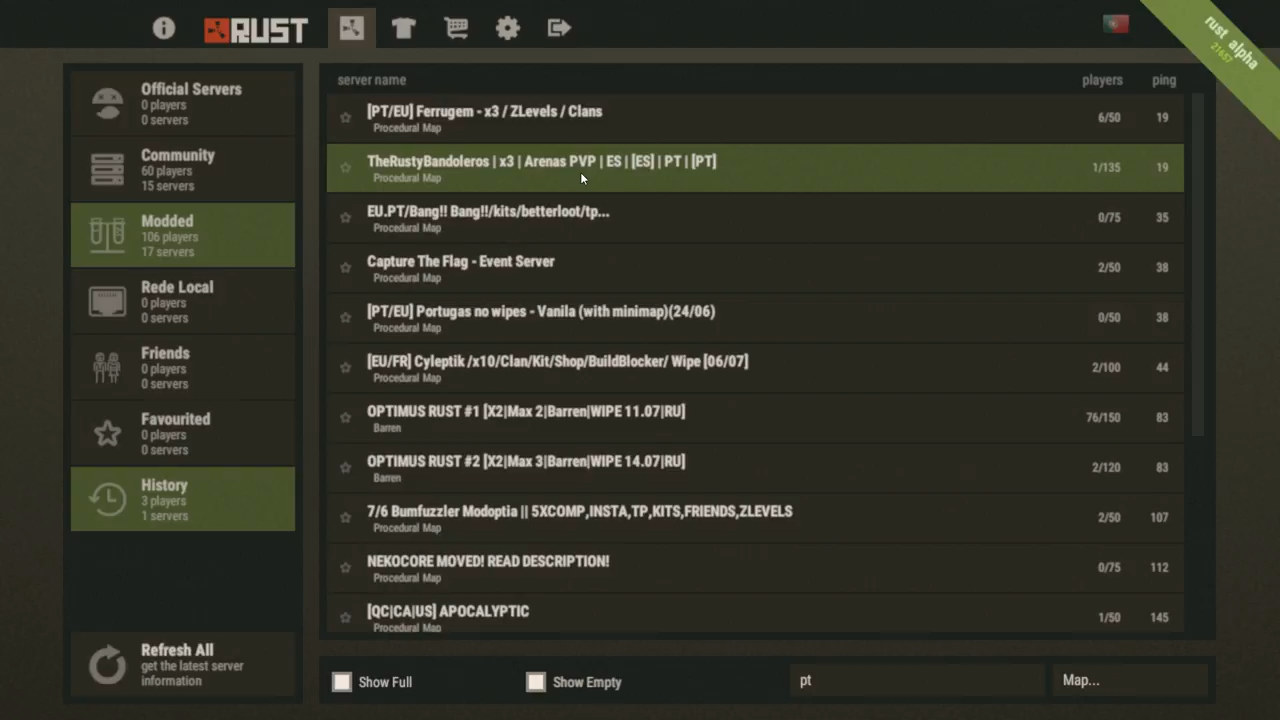 RUST
rust alpha
21657
Official Servers
0 players
0 servers
Community
60 players
15 servers
Modded
106 players
17 servers
Rede Local
0 players
0 servers
Friends
0 players
0 servers
Favourited
0 players
0 servers
History
3 players
1 servers
Refresh All
get the latest server
information
server name players ping
[PT/EU] Ferrugem - x3 / ZLevels / Clans 6/50 19
Procedural Map
TheRustyBandoleros | x3 | Arenas PVP | ES | [ES] | PT | [PT] 1/135 19
Procedural Map
EU.PT/Bang!! Bang!!/kits/betterloot/tp... 0/75 35
Procedural Map
Capture The Flag - Event Server 2/50 38
Procedural Map
[PT/EU] Portugas no wipes - Vanila (with minimap)(24/06) 0/50 38
Procedural Map
[EU/FR] Cyleptik /x10/Clan/Kit/Shop/BuildBlocker/ Wipe [06/07] 2/100 44
Procedural Map
OPTIMUS RUST #1 [X2|Max 2|Barren|WIPE 11.07|RU] 76/150 83
Barren
OPTIMUS RUST #2 [X2|Max 3|Barren|WIPE 14.07|RU] 2/120 83
Barren
7/6 Bumfuzzler Modoptia || 5XCOMP,INSTA,TP,KITS,FRIENDS,ZLEVELS 2/50 107
Procedural Map
NEKOCORE MOVED! READ DESCRIPTION! 0/75 112
Procedural Map
[QC|CA|US] APOCALYPTIC 1/50 145
Procedural Map
Show Full Show Empty pt Map...